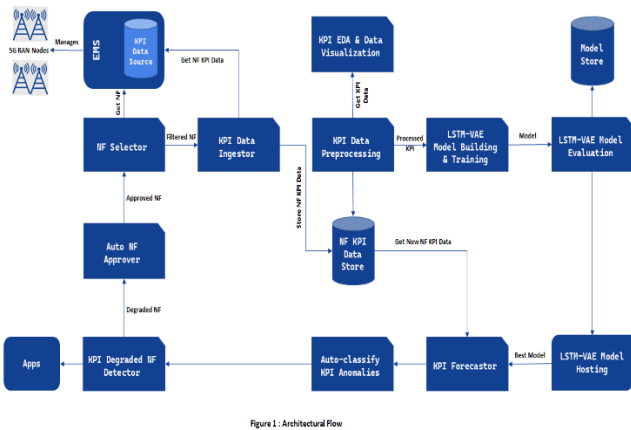 5G RAN Nodes
Manages
EMS
KPI
Data
Source
Get NF KPI Data
Get NF
NF Selector
Filtered NF
KPI Data
Ingestor
Store NF KPI Data
Approved NF
Auto NF
Approver
Degraded NF
KPI Degraded NF
Detector
Apps
KPI EDA & Data
Visualization
Get KPI
Data
KPI Data
Preprocessing
Processed
KPI
LSTM-VAE
Model Building
& Training
Model
LSTM-VAE Model
Evaluation
Model
Store
NF KPI
Data
Store
Get New NF KPI Data
Auto-classify
KPI Anomalies
KPI Forecastor
Best Model
LSTM-VAE Model
Hosting
Figure 1 : Architectural Flow